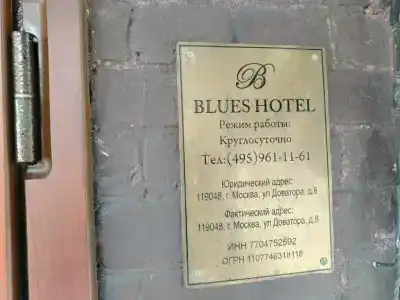 B
BLUES HOTEL
Режим работы:
Круглосуточно
Тел:(495)961-11-61
Юридический адрес:
119048, г. Москва, ул Доватора, д.8
Фактический адрес:
119048, г. Москва, ул Доватора, д.8
ИНН 7704752592
ОГРН 1107746318118